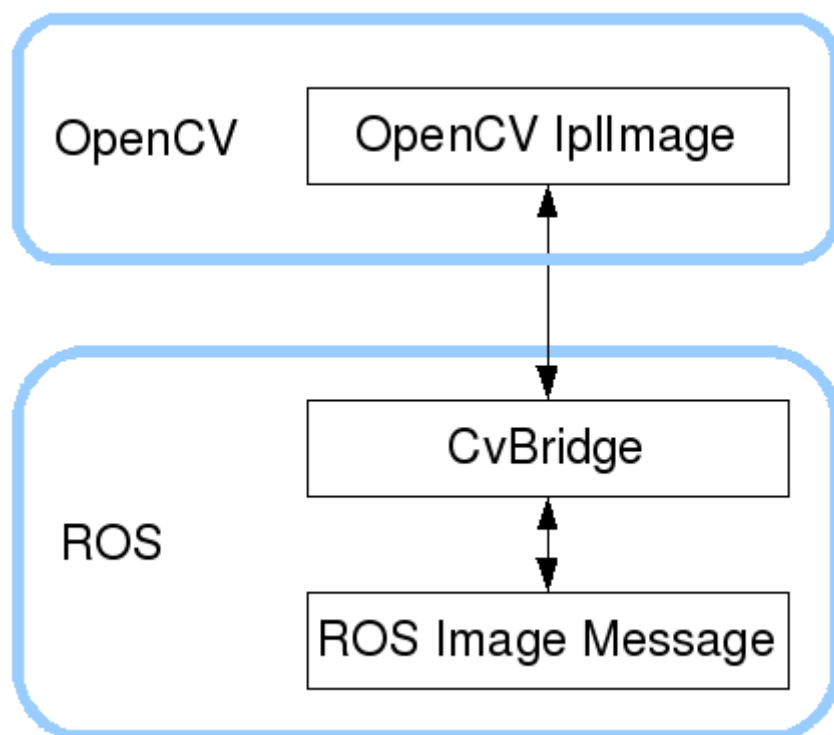 OpenCV
OpenCV IplImage
CvBridge
ROS
ROS Image Message